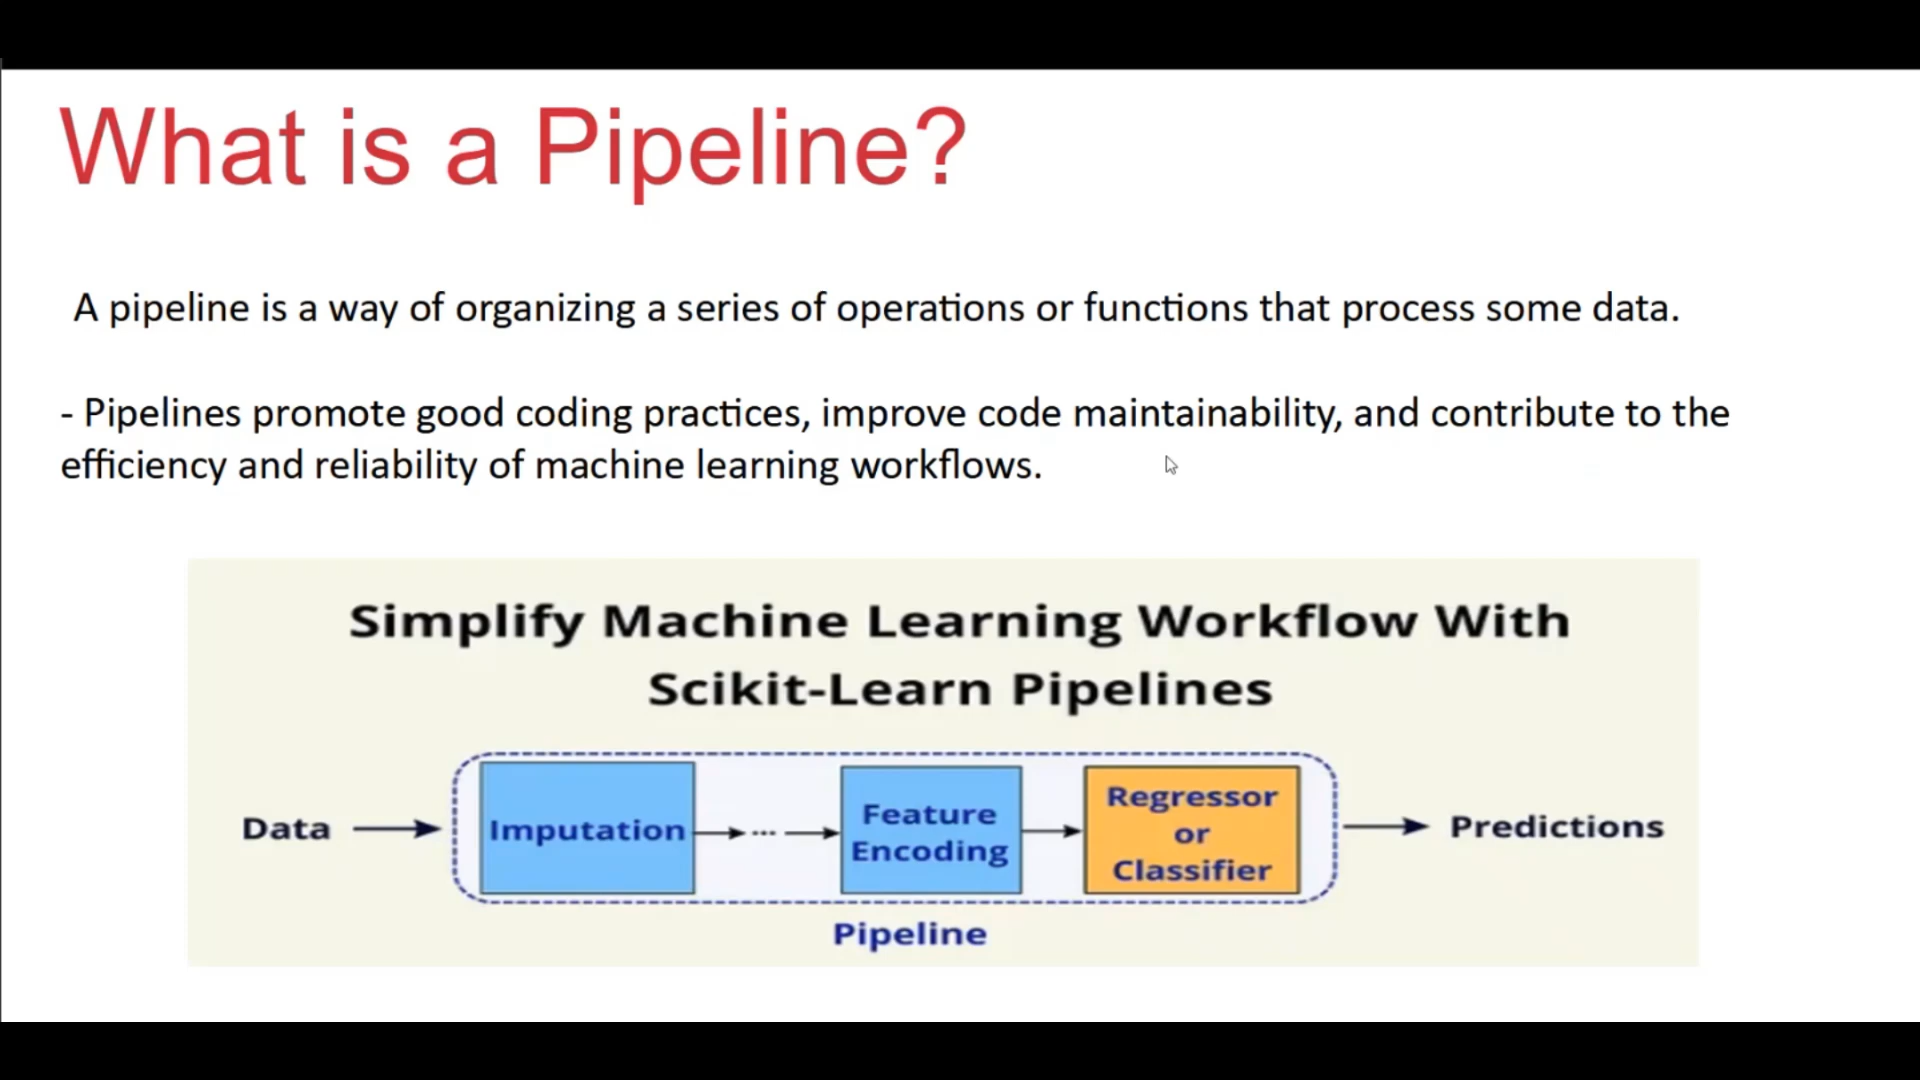 What is a Pipeline?
A pipeline is a way of organizing a series of operations or functions that process some data.
- Pipelines promote good coding practices, improve code maintainability, and contribute to the
efficiency and reliability of machine learning workflows.
Simplify Machine Learning Workflow With
Scikit-Learn Pipelines
Data
Imputation
...
Feature
Encoding
Regressor
or
Classifier
Predictions
Pipeline